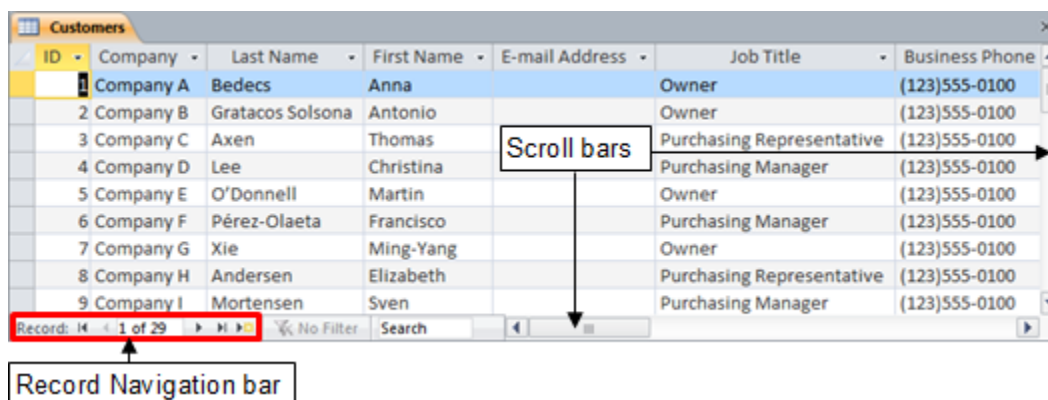 Customers
ID Company Last Name First Name E-mail Address Job Title Business Phone
1 Company A Bedecs Anna Owner (123)555-0100
2 Company B Gratacos Solsona Antonio Owner (123)555-0100
3 Company C Axen Thomas Purchasing Representative (123)555-0100
Scroll bars
4 Company D Lee Christina Purchasing Manager (123)555-0100
5 Company E O’Donnell Martin Owner (123)555-0100
6 Company F Pérez-Olaeta Francisco Purchasing Manager (123)555-0100
7 Company G Xie Ming-Yang Owner (123)555-0100
8 Company H Andersen Elizabeth Purchasing Representative (123)555-0100
9 Company I Mortensen Sven Purchasing Manager (123)555-0100
Record: 1 of 29 No Filter Search
Record Navigation bar